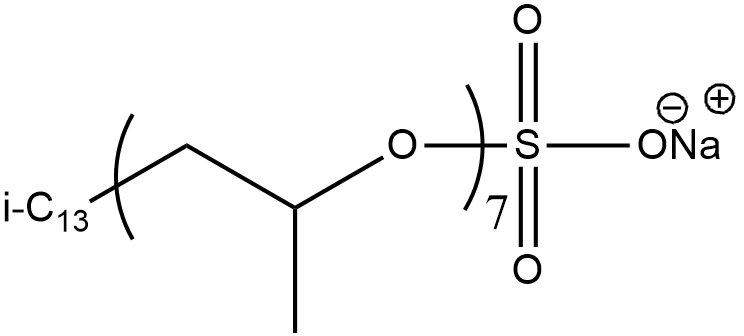 O
O S ONa
⊖ ⊕
i-C13
7
O